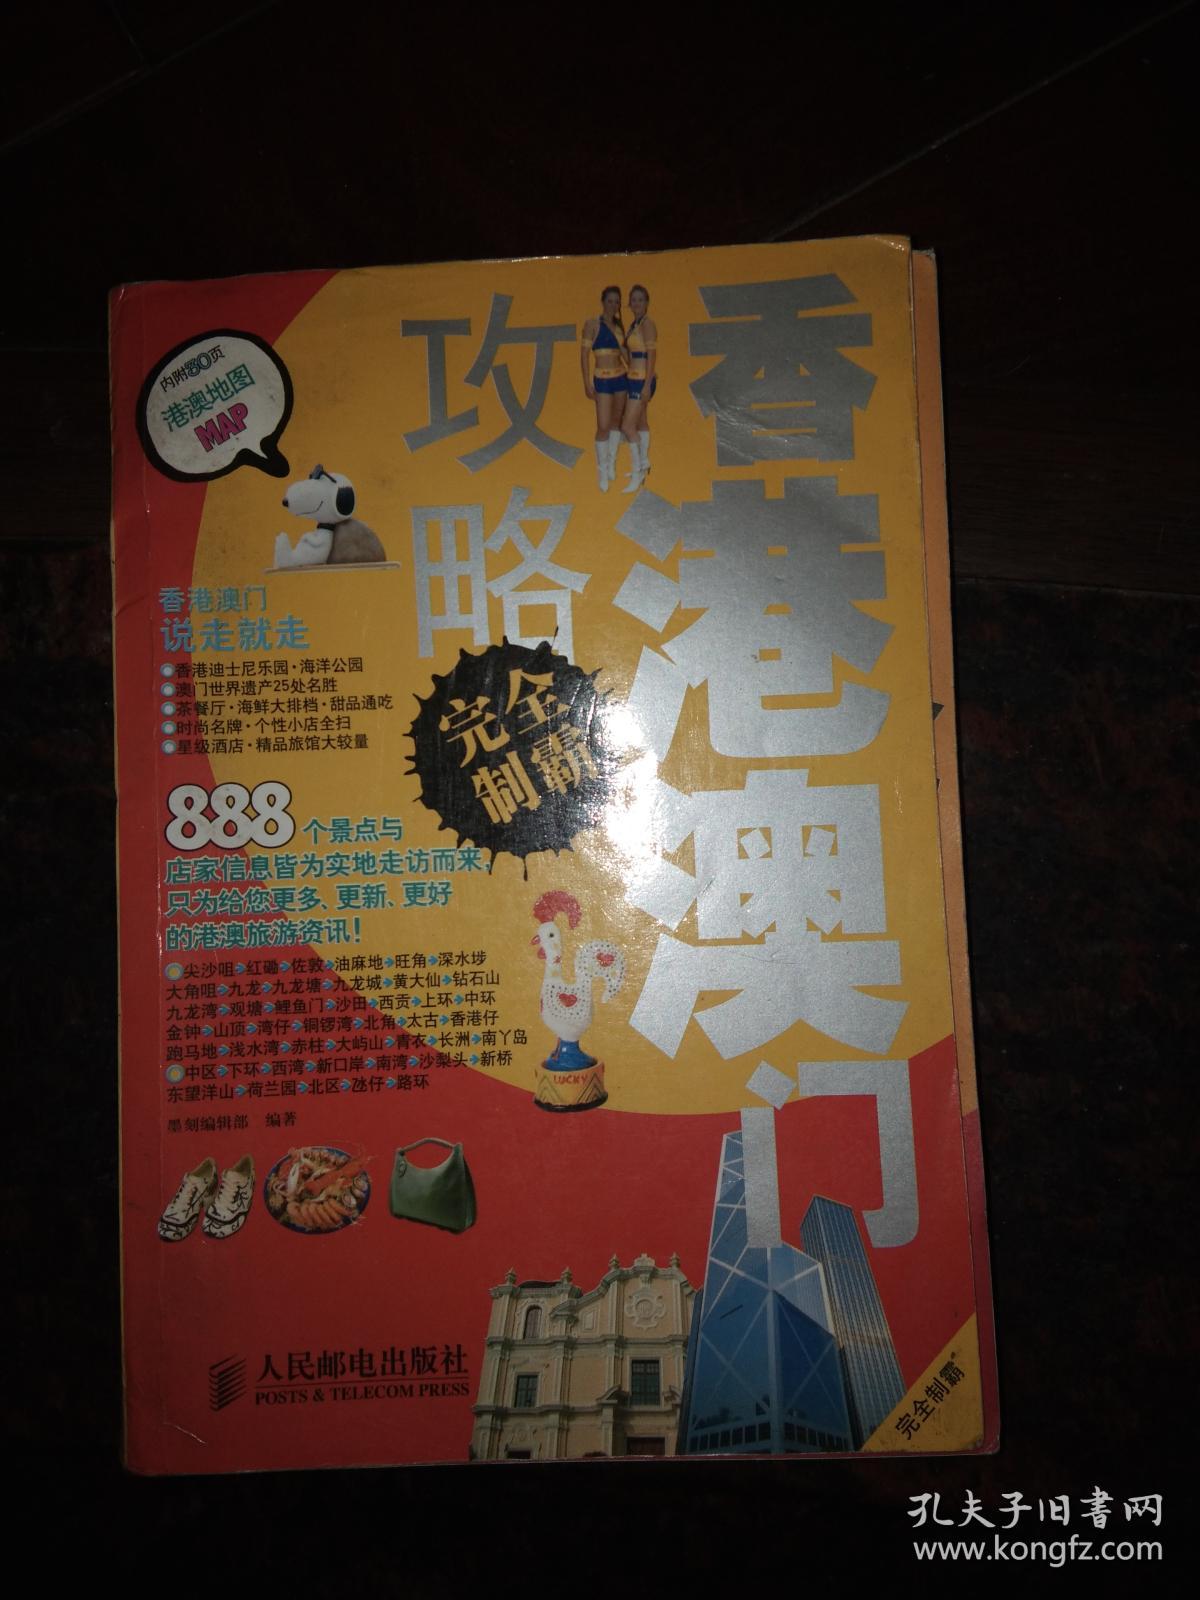 香港澳门
攻略
完全
制霸
内附80页
港澳地图
MAP
香港澳门
说走就走
香港迪士尼乐园·海洋公园
澳门世界遗产25处名胜
茶餐厅·海鲜大排档·甜品通吃
时尚名牌·个性小店全扫
星级酒店·精品旅馆大较量
888个景点与
店家信息皆为实地走访而来，
只为给您更多、更新、更好
的港澳旅游资讯！
尖沙咀→红磡→佐敦→油麻地→旺角→深水埗
大角咀→九龙→九龙塘→九龙城→黄大仙→钻石山
九龙湾→观塘→鲤鱼门→沙田→西贡→上环→中环
金钟→山顶→湾仔→铜锣湾→北角→太古→香港仔
跑马地→浅水湾→赤柱→大屿山→青衣→长洲→南丫岛
中区→下环→西湾→新口岸→南湾→沙梨头→新桥
东望洋山→荷兰园→北区→氹仔→路环
墨刻编辑部 编著
LUCKY
人民邮电出版社
POSTS & TELECOM PRESS
完全制霸
孔夫子旧书网
www.kongfz.com